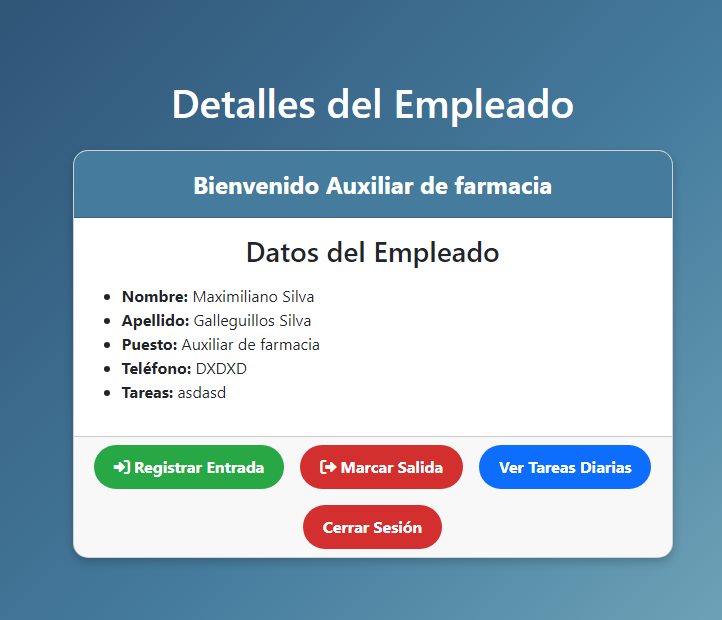 Detalles del Empleado
Bienvenido Auxiliar de farmacia
Datos del Empleado
Nombre: Maximiliano Silva
Apellido: Galleguillos Silva
Puesto: Auxiliar de farmacia
Teléfono: DXDXD
Tareas: asdasd
Registrar Entrada Marcar Salida Ver Tareas Diarias
Cerrar Sesión